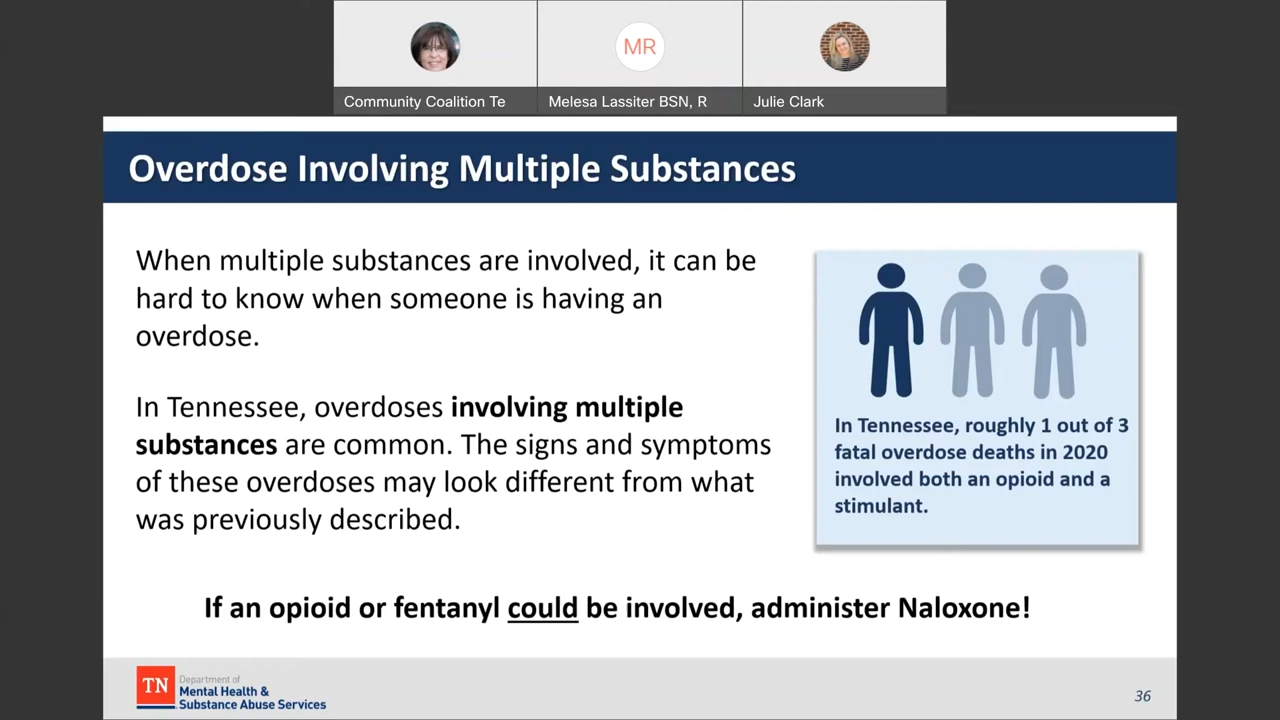 MR
Community Coalition Te
Melesa Lassiter BSN, R
Julie Clark
Overdose Involving Multiple Substances
When multiple substances are involved, it can be
hard to know when someone is having an
overdose.
In Tennessee, overdoses involving multiple
substances are common. The signs and symptoms
of these overdoses may look different from what
was previously described.
In Tennessee, roughly 1 out of 3
fatal overdose deaths in 2020
involved both an opioid and a
stimulant.
If an opioid or fentanyl could be involved, administer Naloxone!
TN
Department of
Mental Health &
Substance Abuse Services
36